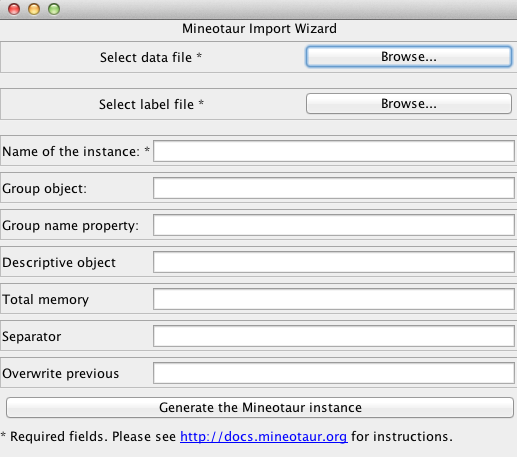 Mineotaur Import Wizard
Select data file * Browse...
Select label file * Browse...
Name of the instance: *
Group object:
Group name property:
Descriptive object
Total memory
Separator
Overwrite previous
Generate the Mineotaur instance
* Required fields. Please see http://docs.mineotaur.org for instructions.